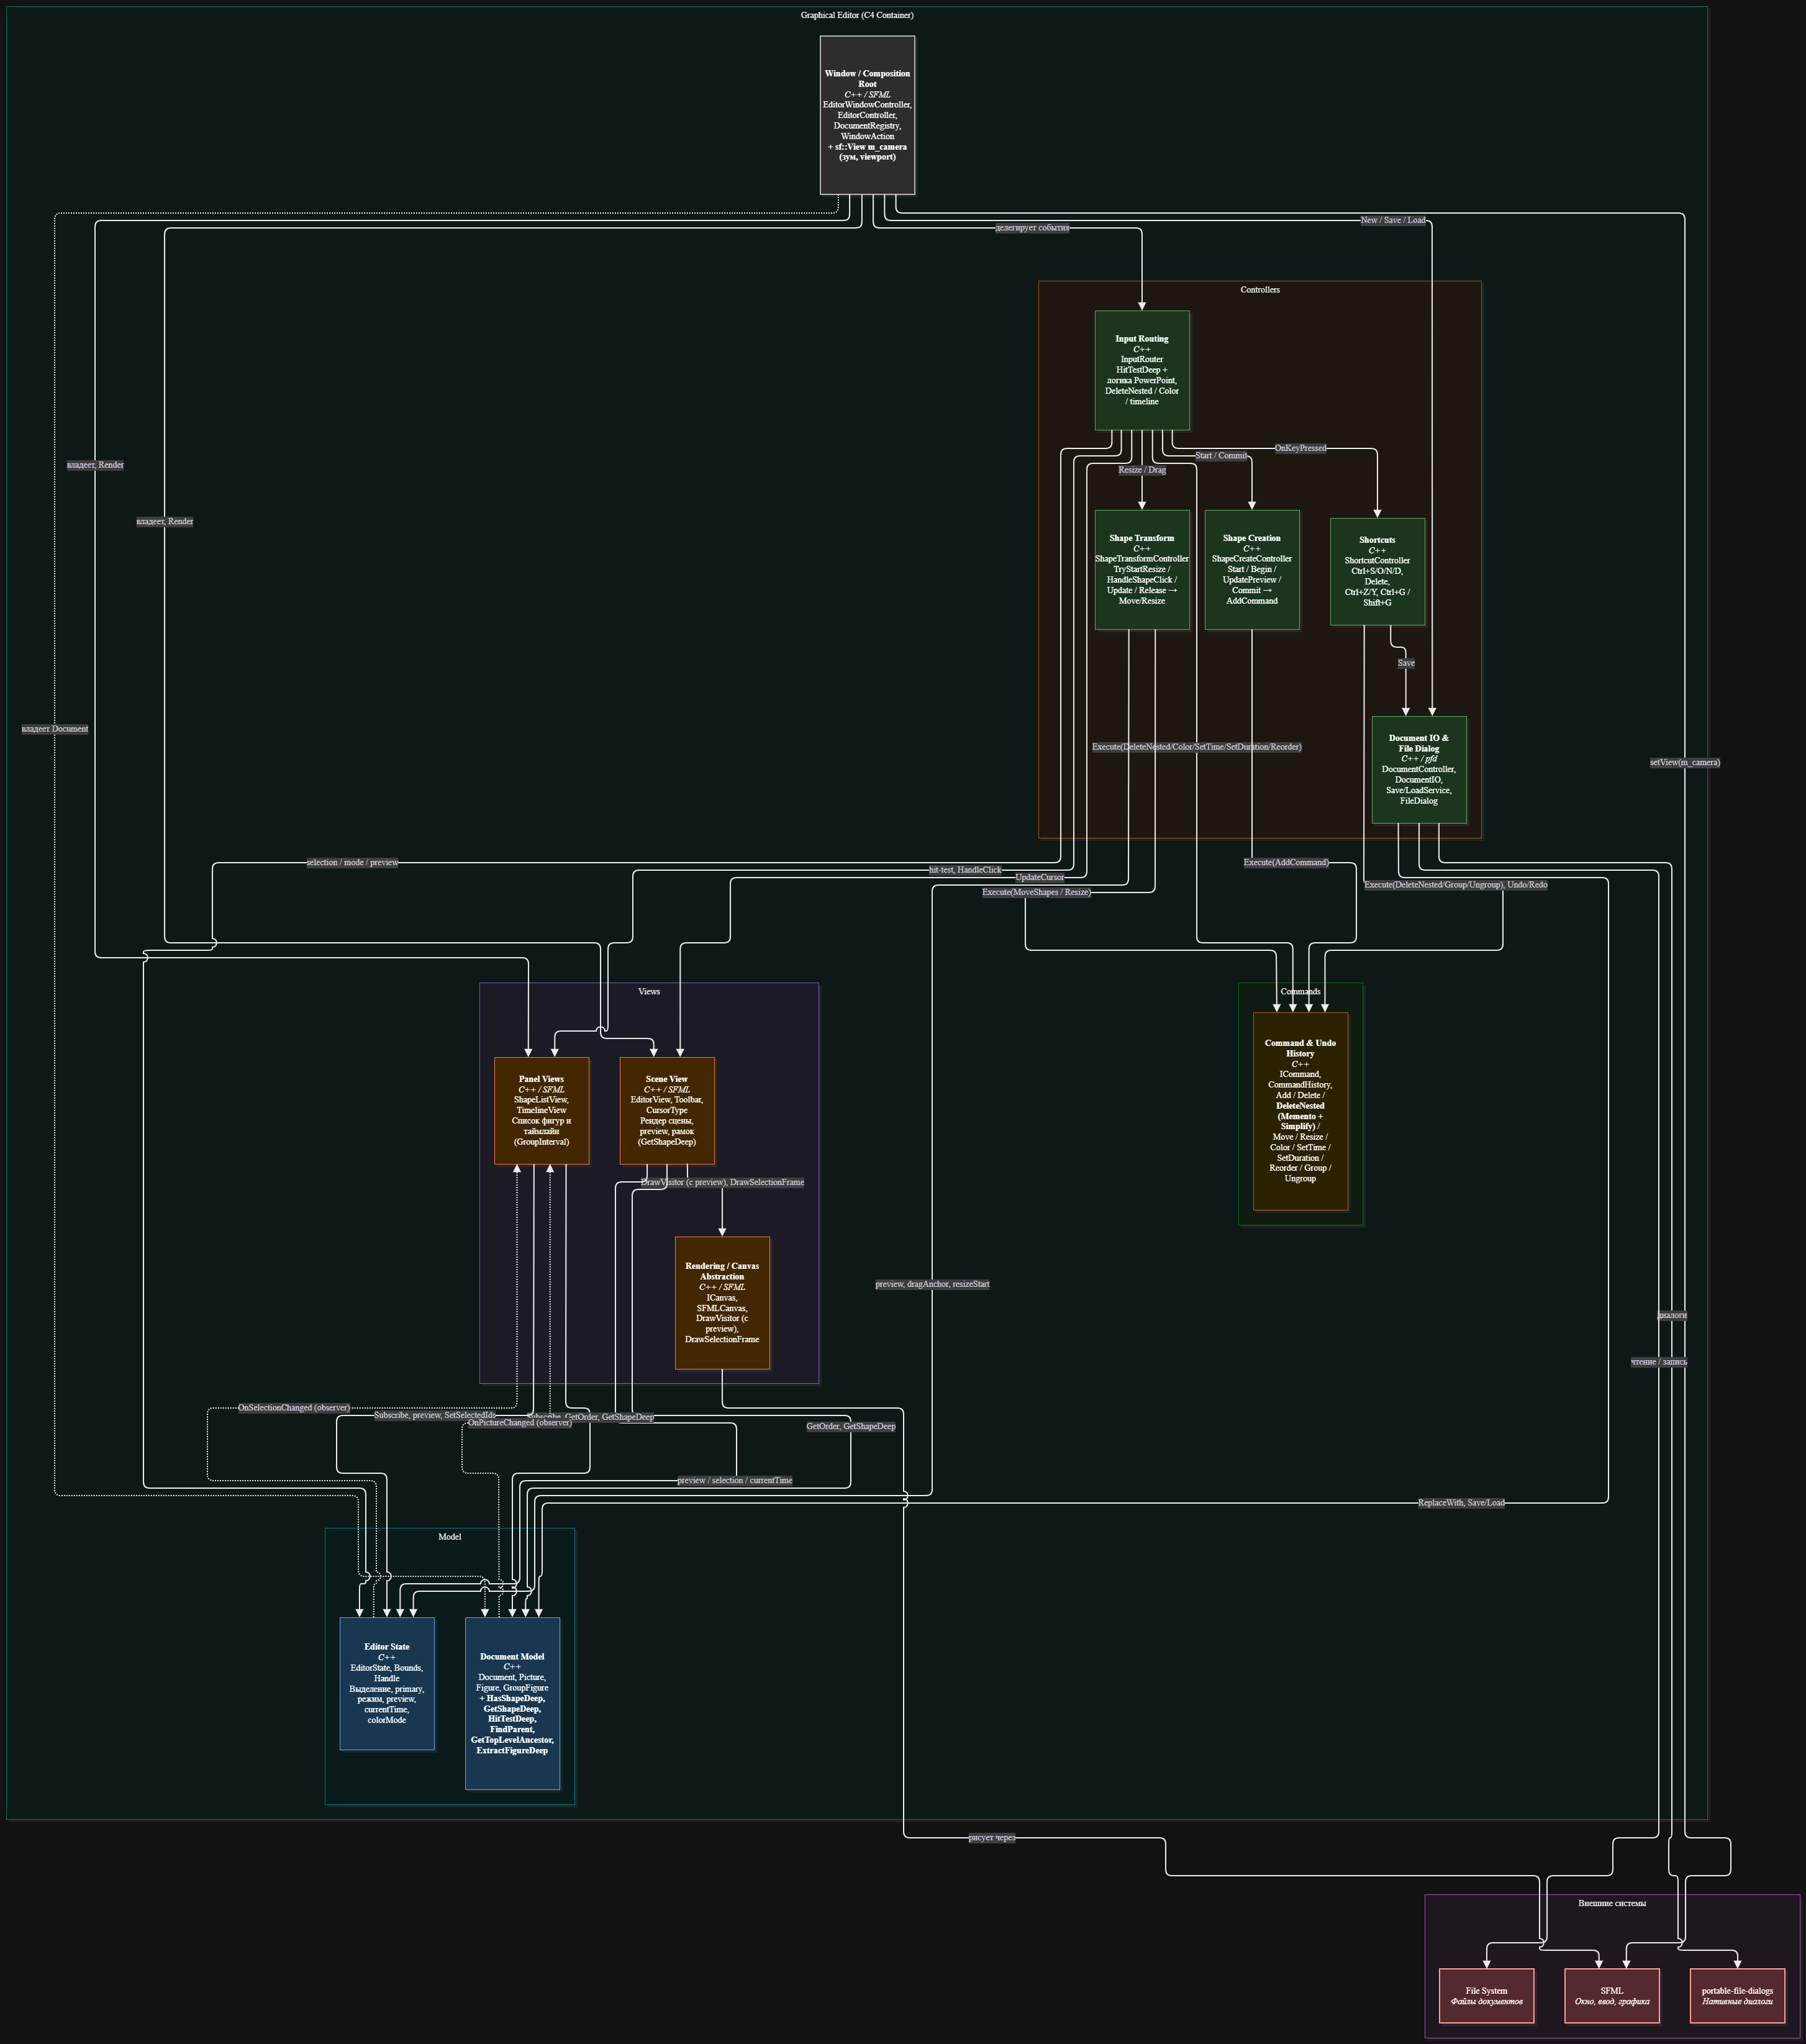 Graphical Editor (C4 Container)
Window / Composition
Root
C++ / SFML
EditorWindowController,
EditorController,
DocumentRegistry,
WindowAction
+ sf::View m_camera
(зум, viewport)
делегирует события
New / Save / Load
Controllers
Input Routing
C++
InputRouter
HitTestDeep +
логика PowerPoint,
DeleteNested / Color
/ timeline
OnKeyPressed
Start / Commit
Resize / Drag
владеет, Render
владеет, Render
Shape Transform
C++
ShapeTransformController
TryStartResize /
HandleShapeClick /
Update / Release →
Move/Resize
Shape Creation
C++
ShapeCreateController
Start / Begin /
UpdatePreview /
Commit →
AddCommand
Shortcuts
C++
ShortcutController
Ctrl+S/O/N/D,
Delete,
Ctrl+Z/Y, Ctrl+G /
Shift+G
Save
владеет Document
Execute(DeleteNested/Color/SetTime/SetDuration/Reorder)
Document IO &
File Dialog
C++ / pfd
DocumentController,
DocumentIO,
Save/LoadService,
FileDialog
setView(m_camera)
selection / mode / preview
hit-test, HandleClick
UpdateCursor
Execute(AddCommand)
Execute(MoveShapes / Resize)
Execute(DeleteNested/Group/Ungroup), Undo/Redo
Views
Commands
Panel Views
C++ / SFML
ShapeListView,
TimelineView
Список фигур и
таймлайн
(GroupInterval)
Scene View
C++ / SFML
EditorView, Toolbar,
CursorType
Рендер сцены,
preview, рамок
(GetShapeDeep)
Command & Undo
History
C++
ICommand,
CommandHistory,
Add / Delete /
DeleteNested
(Memento +
Simplify) /
Move / Resize /
Color / SetTime /
SetDuration /
Reorder / Group /
Ungroup
DrawVisitor (с preview), DrawSelectionFrame
Rendering / Canvas
Abstraction
C++ / SFML
ICanvas,
SFMLCanvas,
DrawVisitor (с
preview),
DrawSelectionFrame
preview, dragAnchor, resizeStart
диалоги
чтение / запись
OnSelectionChanged (observer)
Subscribe, preview, SetSelectedIds
Subscribe, GetOrder, GetShapeDeep
OnPictureChanged (observer)
GetOrder, GetShapeDeep
preview / selection / currentTime
ReplaceWith, Save/Load
Model
Editor State
C++
EditorState, Bounds,
Handle
Выделение, primary,
режим, preview,
currentTime,
colorMode
Document Model
C++
Document, Picture,
Figure, GroupFigure
+ HasShapeDeep,
GetShapeDeep,
HitTestDeep,
FindParent,
GetTopLevelAncestor,
ExtractFigureDeep
рисует через
Внешние системы
File System
Файлы документов
SFML
Окно, ввод, графика
portable-file-dialogs
Нативные диалоги